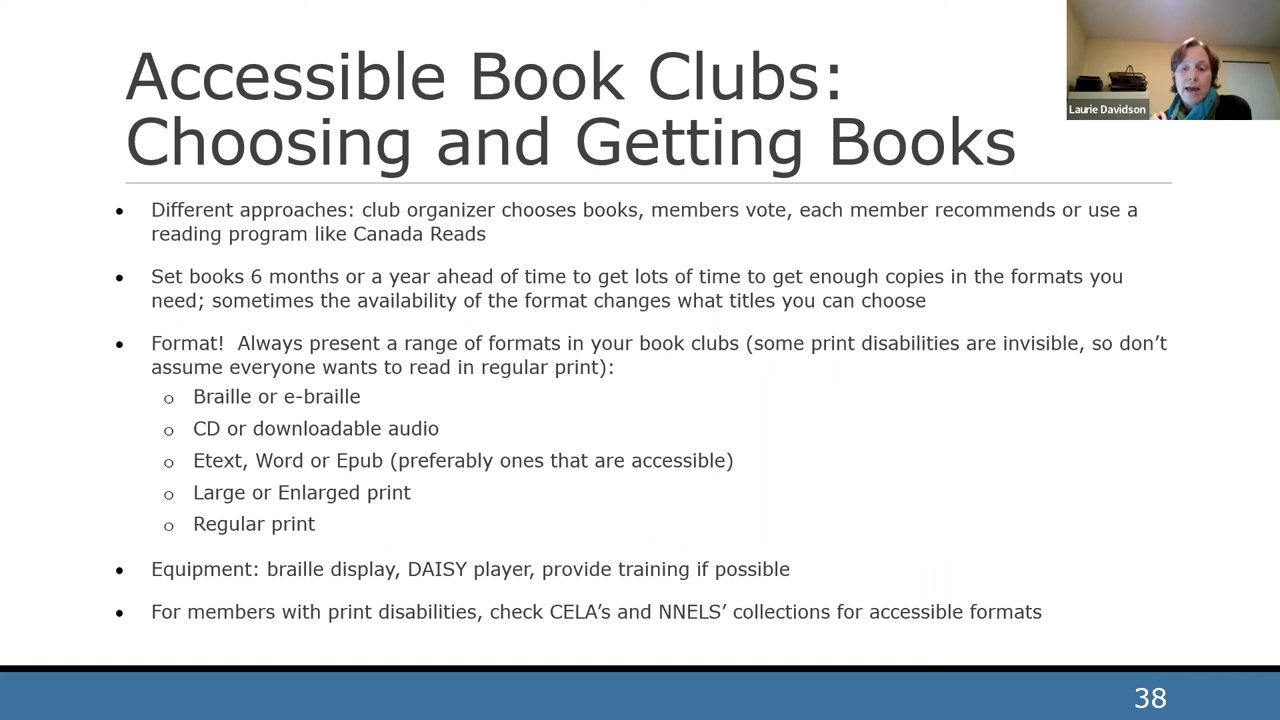 Accessible Book Clubs:
Choosing and Getting Books
Laurie Davidson
• Different approaches: club organizer chooses books, members vote, each member recommends or use a
reading program like Canada Reads
• Set books 6 months or a year ahead of time to get lots of time to get enough copies in the formats you
need; sometimes the availability of the format changes what titles you can choose
• Format!  Always present a range of formats in your book clubs (some print disabilities are invisible, so don’t
assume everyone wants to read in regular print):
o Braille or e-braille
o CD or downloadable audio
o Etext, Word or Epub (preferably ones that are accessible)
o Large or Enlarged print
o Regular print
• Equipment: braille display, DAISY player, provide training if possible
• For members with print disabilities, check CELA’s and NNELS’ collections for accessible formats
38